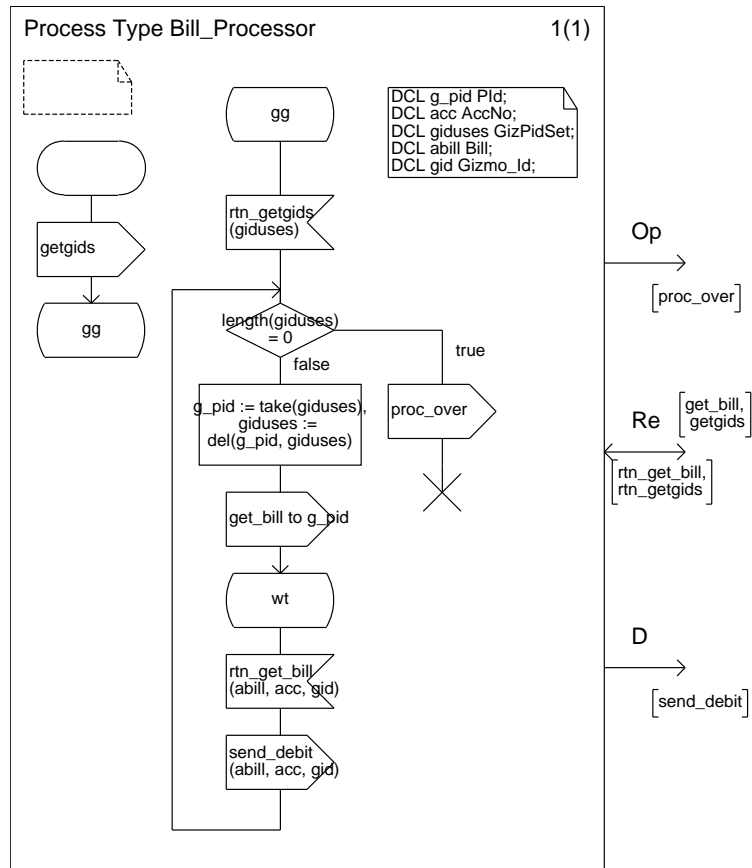 Process Type Bill_Processor
1(1)
gg
DCL g_pid PId;
DCL acc AccNo;
DCL giduses GizPidSet;
DCL abill Bill;
DCL gid Gizmo_Id;
rtn_getgids
(giduses)
getgids
gg
length(giduses)
= 0
true
false
g_pid := take(giduses),
giduses :=
del(g_pid, giduses)
proc_over
get_bill to g_pid
wt
rtn_get_bill
(abill, acc, gid)
send_debit
(abill, acc, gid)
Op
[proc_over]
Re
[get_bill,
getgids]
[rtn_get_bill,
rtn_getgids]
D
[send_debit]